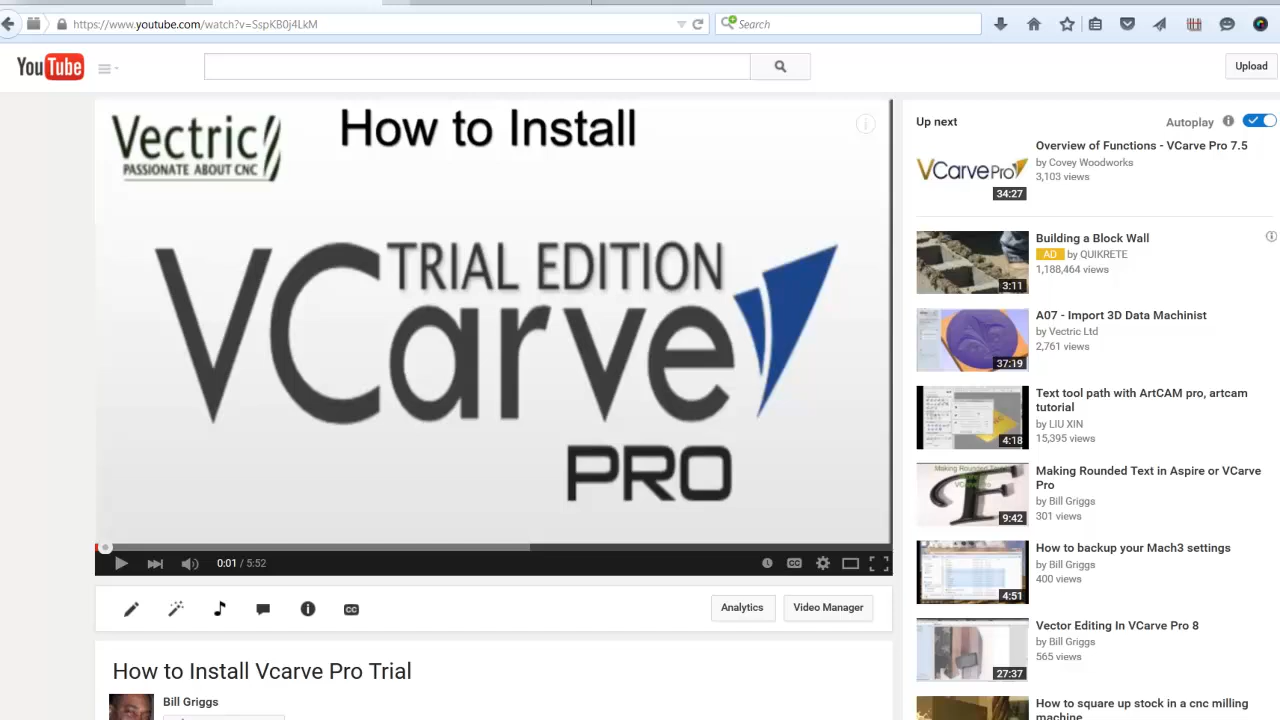 https://www.youtube.com/watch?v=SspKB0j4LkM
Search
YouTube
Upload
Vectric
PASSIONATE ABOUT CNC
How to Install
TRIAL EDITION
VCarve
PRO
0:01 / 5:52
CC
Analytics
Video Manager
CC
How to Install Vcarve Pro Trial
Bill Griggs
Up next
Autoplay
VCarve Pro
34:27
Overview of Functions - VCarve Pro 7.5
by Covey Woodworks
3,103 views
3:11
Building a Block Wall
AD by QUIKRETE
1,188,464 views
37:19
A07 - Import 3D Data Machinist
by Vectric Ltd
2,761 views
4:18
Text tool path with ArtCAM pro, artcam
tutorial
by LIU XIN
15,395 views
Making Rounded Text
9:42
Making Rounded Text in Aspire or VCarve
Pro
by Bill Griggs
301 views
4:51
How to backup your Mach3 settings
by Bill Griggs
400 views
27:37
Vector Editing In VCarve Pro 8
by Bill Griggs
565 views
How to square up stock in a cnc milling
machine